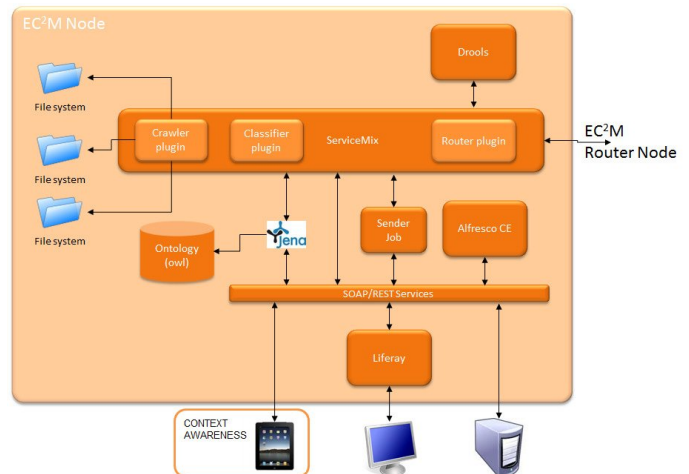 EC²M Node
Drools
File system
Crawler
plugin
Classifier
plugin
ServiceMix
Router plugin
EC²M
Router Node
File system
File system
Ontology
(owl)
jena
Sender
Job
Alfresco CE
SOAP/REST Services
Liferay
CONTEXT
AWARENESS